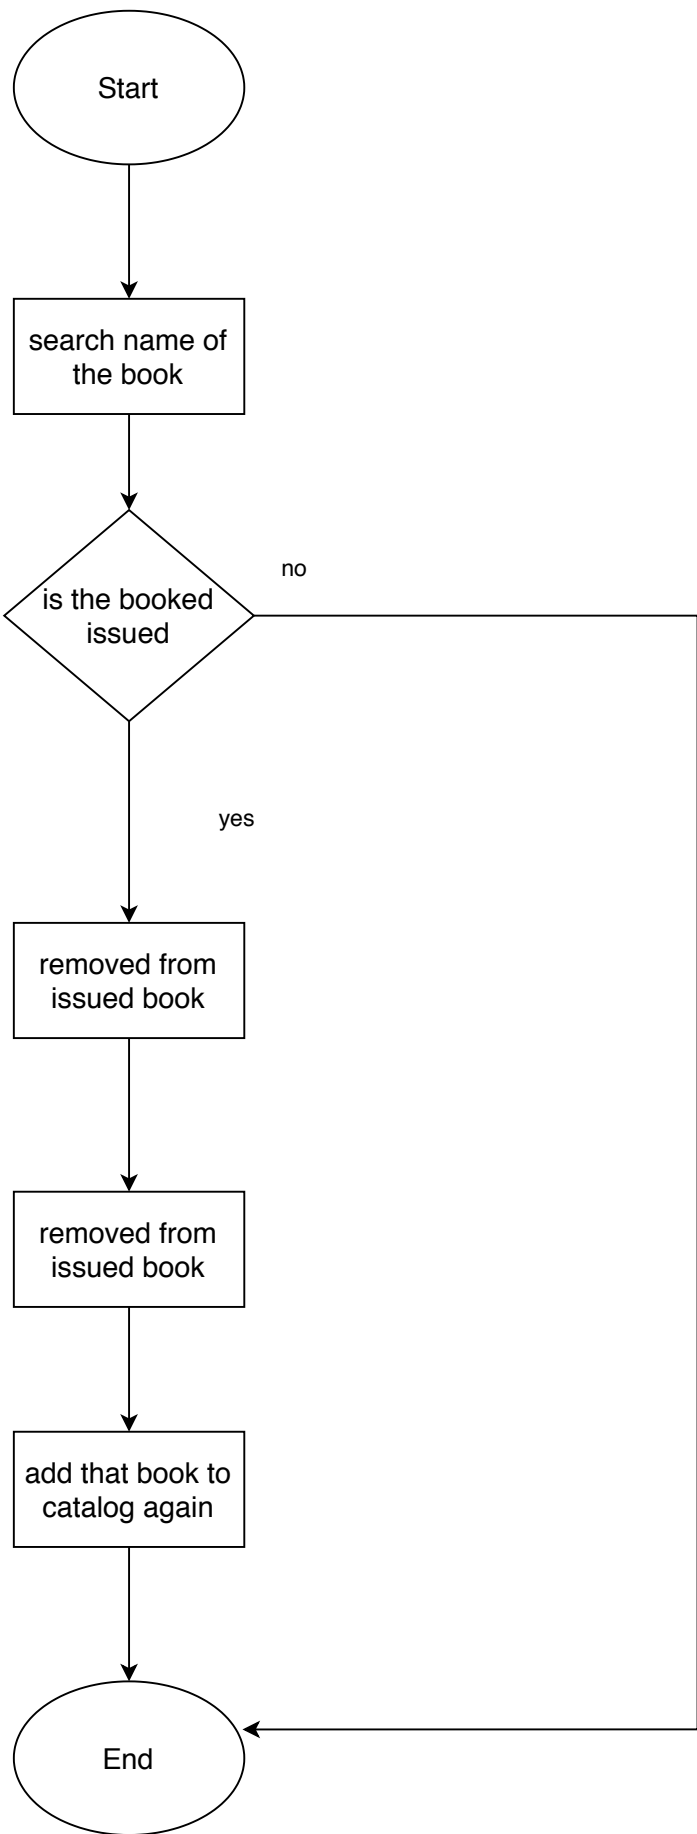 Start
search name of
the book
no
is the booked
issued
yes
removed from
issued book
removed from
issued book
add that book to
catalog again
End